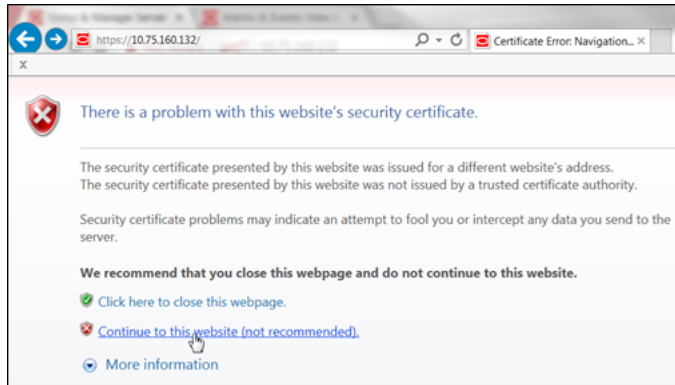 https://10.75.160.132/
Certificate Error: Navigation...
x
There is a problem with this website's security certificate.
The security certificate presented by this website was issued for a different website's address.
The security certificate presented by this website was not issued by a trusted certificate authority.
Security certificate problems may indicate an attempt to fool you or intercept any data you send to the
server.
We recommend that you close this webpage and do not continue to this website.
Click here to close this webpage.
Continue to this website (not recommended).
More information